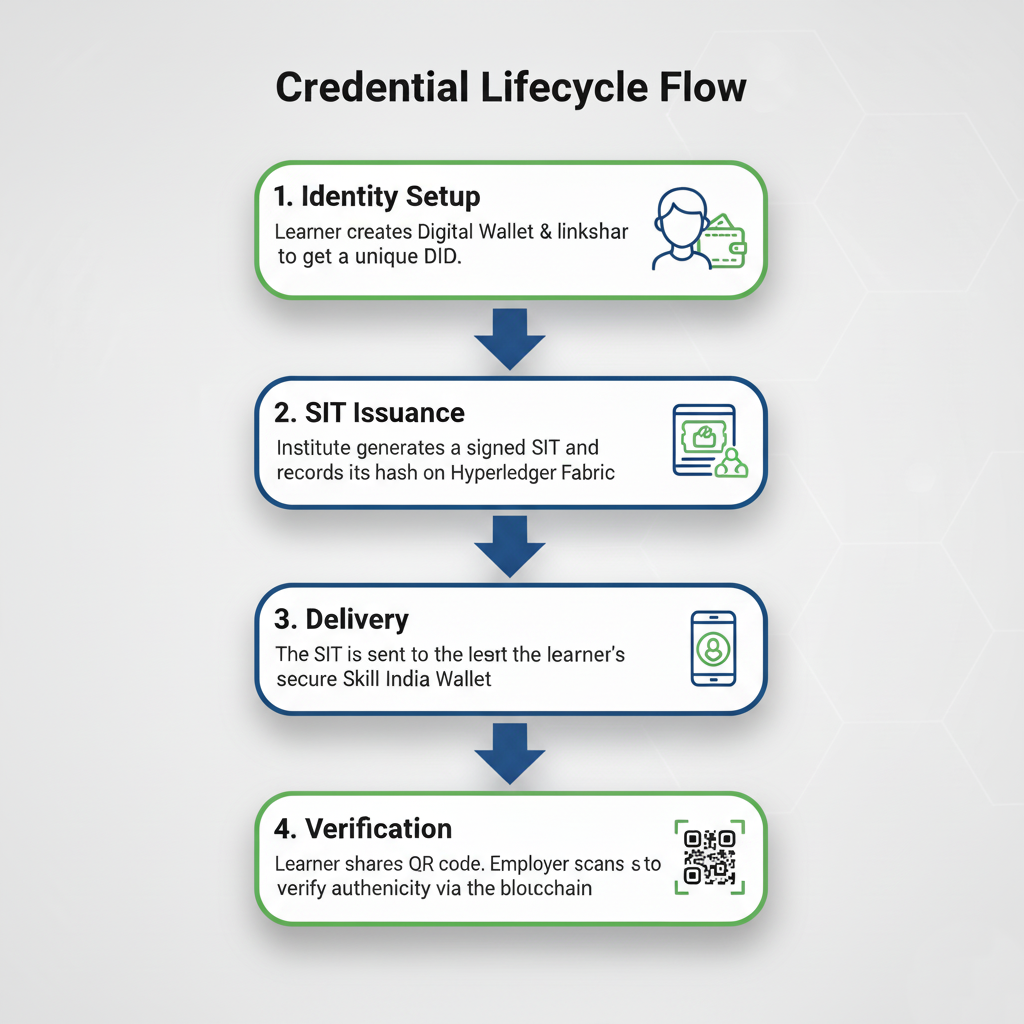 Credential Lifecycle Flow
1. Identity Setup
Learner creates Digital Wallet & linkshar
to get a unique DID.
2. SIT Issuance
Institute generates a signed SIT and
records its hash on Hyperledger Fabric
3. Delivery
The SIT is sent to the lesrt the learner's
secure Skill India Wallet
4. Verification
Learner shares QR code. Employer scans s to
verify authenicity via the blotcchain